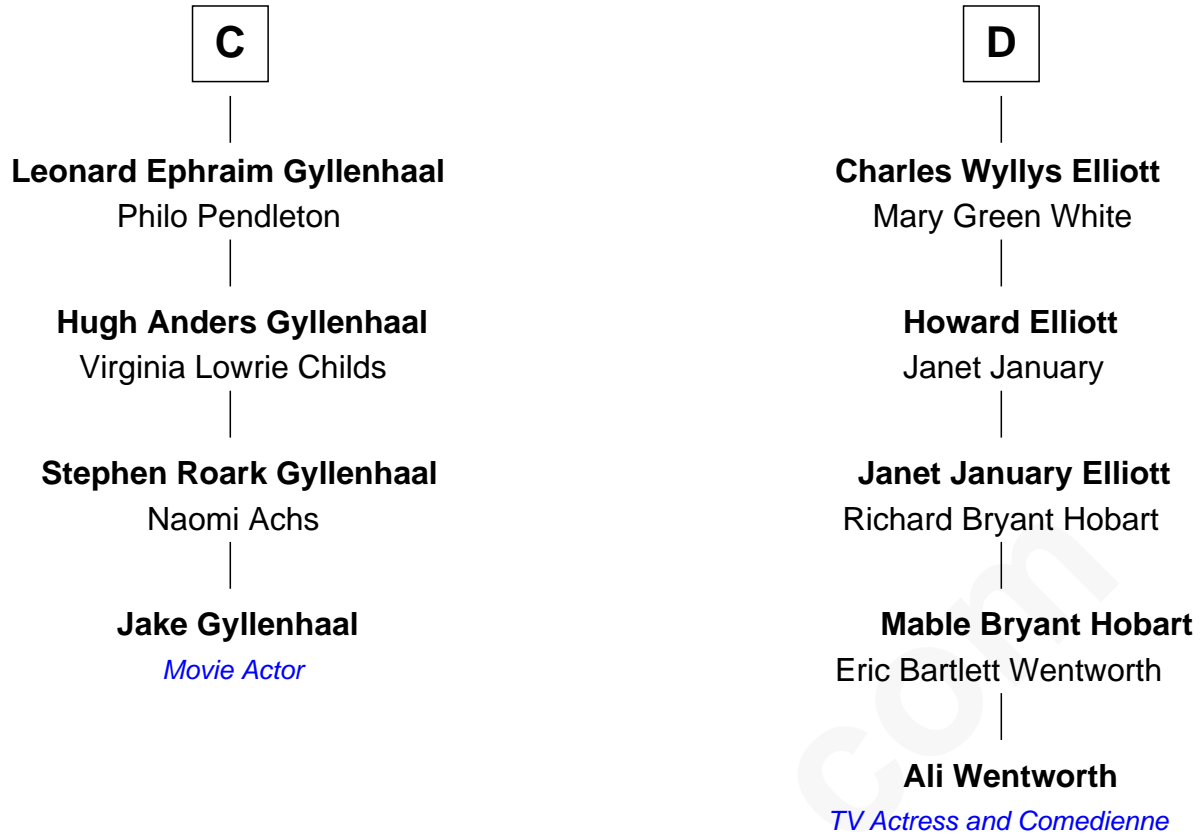 C
Leonard Ephraim Gyllenhaal
Philo Pendleton
Hugh Anders Gyllenhaal
Virginia Lowrie Childs
Stephen Roark Gyllenhaal
Naomi Achs
Jake Gyllenhaal
Movie Actor
D
Charles Wyllys Elliott
Mary Green White
Howard Elliott
Janet January
Janet January Elliott
Richard Bryant Hobart
Mable Bryant Hobart
Eric Bartlett Wentworth
Ali Wentworth
TV Actress and Comedienne
com